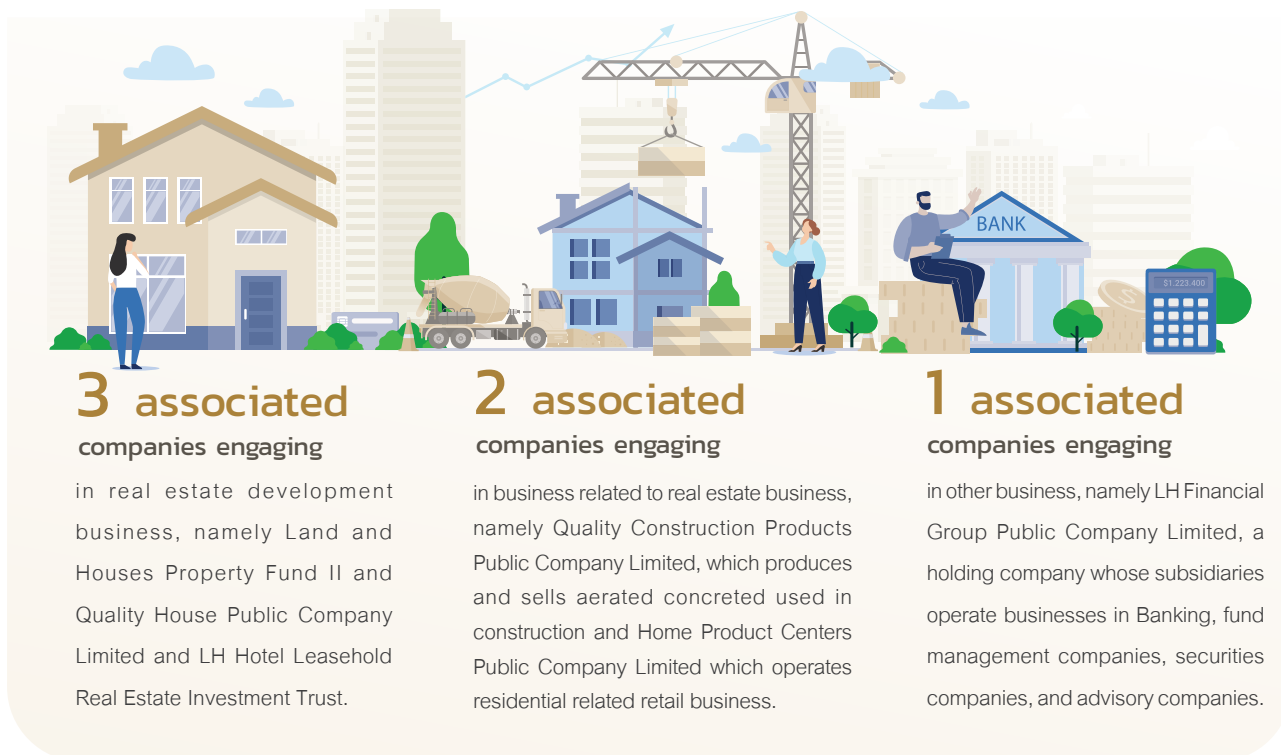 BANK
$1,223,400
3 associated
companies engaging
in real estate development
business, namely Land and
Houses Property Fund II and
Quality House Public Company
Limited and LH Hotel Leasehold
Real Estate Investment Trust.
2 associated
companies engaging
in business related to real estate business,
namely Quality Construction Products
Public Company Limited, which produces
and sells aerated concreted used in
construction and Home Product Centers
Public Company Limited which operates
residential related retail business.
1 associated
companies engaging
in other business, namely LH Financial
Group Public Company Limited, a
holding company whose subsidiaries
operate businesses in Banking, fund
management companies, securities
companies, and advisory companies.